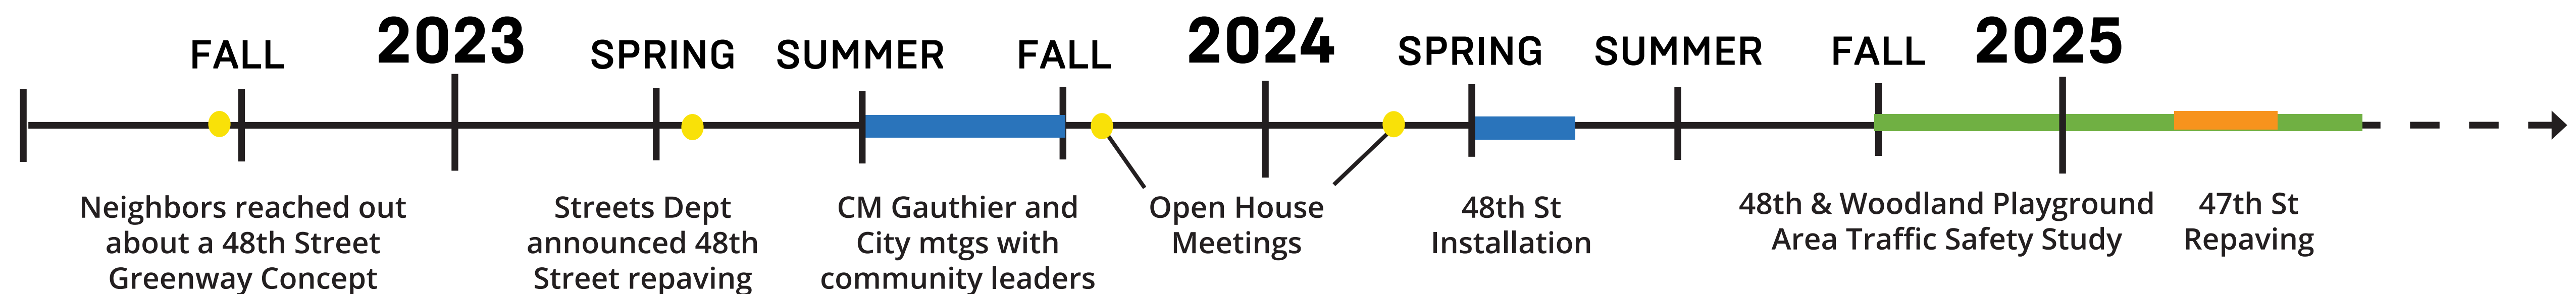 FALL
2023
SPRING
SUMMER
FALL
2024
SPRING
SUMMER
FALL
2025
Neighbors reached out
about a 48th Street
Greenway Concept
Streets Dept
announced 48th
Street repaving
CM Gauthier and
City mtgs with
community leaders
Open House
Meetings
48th St
Installation
48th & Woodland Playground
Area Traffic Safety Study
47th St
Repaving